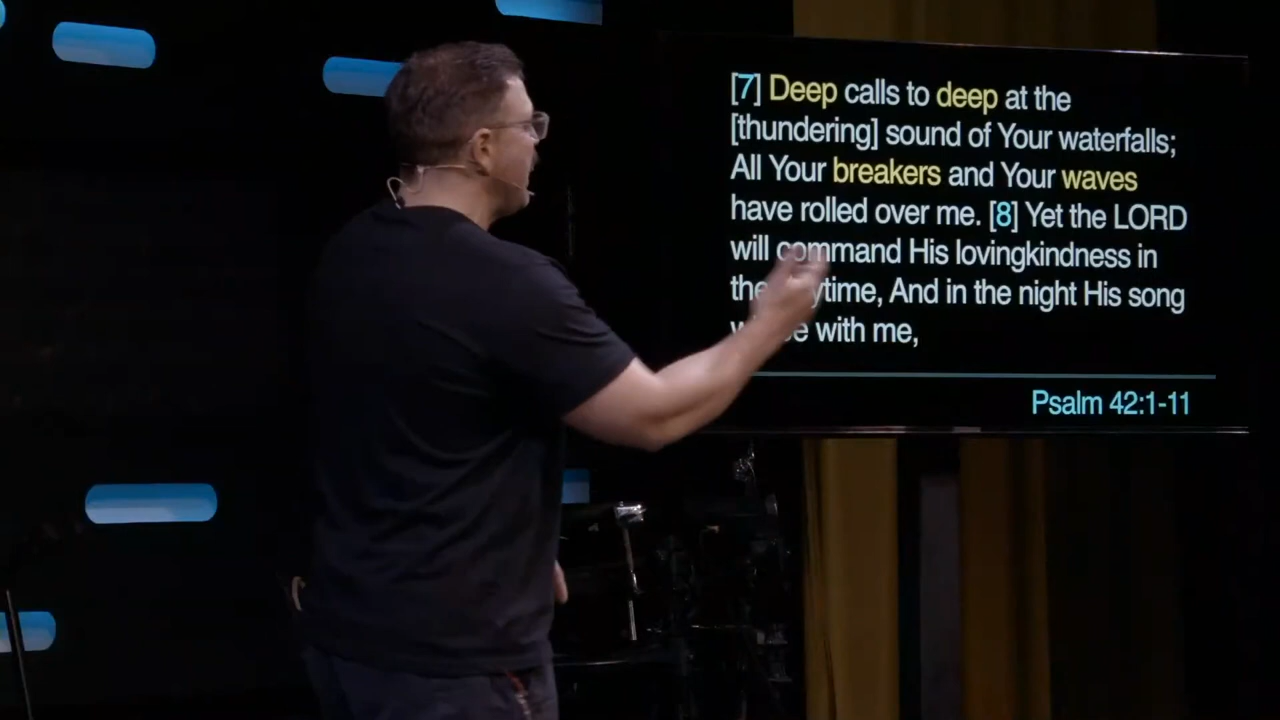 [7] Deep calls to deep at the
[thundering] sound of Your waterfalls;
All Your breakers and Your waves
have rolled over me. [8] Yet the LORD
will command His lovingkindness in
the ytime, And in the night His song
with me,
Psalm 42:1-11